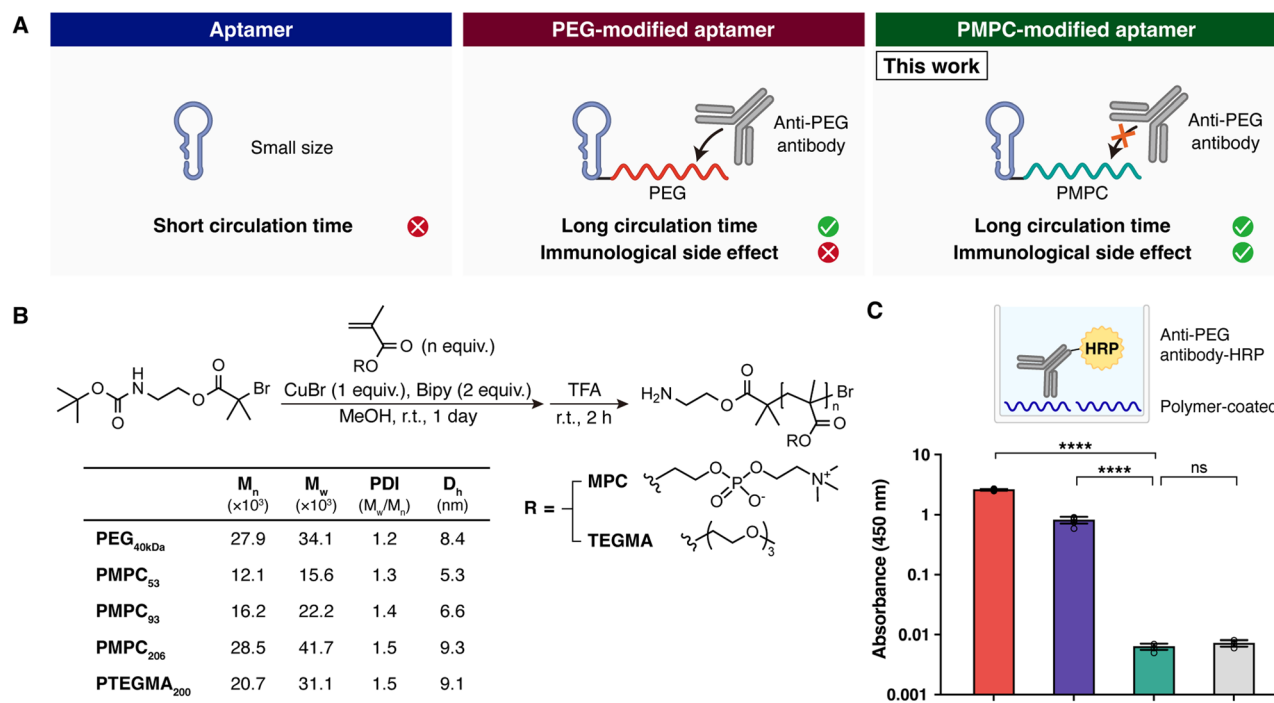 A
Aptamer
Small size
Short circulation time
PEG-modified aptamer
Anti-PEG
antibody
PEG
Long circulation time
Immunological side effect
PMPC-modified aptamer
This work
Anti-PEG
antibody
PMPC
Long circulation time
Immunological side effect
B
O
O
H
N
O
O
Br
RO
O
(n equiv.)
CuBr (1 equiv.), Bipy (2 equiv.)
MeOH, r.t., 1 day
TFA
r.t., 2 h
H₂N
O
O
Br
n
RO
O
Mₙ (×10³) M_w (×10³) PDI (M_w/Mₙ) D_h (nm)
PEG₄₀kDa 27.9 34.1 1.2 8.4
PMPC₅₃ 12.1 15.6 1.3 5.3
PMPC₉₃ 16.2 22.2 1.4 6.6
PMPC₂₀₆ 28.5 41.7 1.5 9.3
PTEGMA₂₀₀ 20.7 31.1 1.5 9.1
R =
MPC
O
P
O
O
O⁻
N⁺
TEGMA
O
3
C
HRP
Anti-PEG
antibody-HRP
Polymer-coated
Absorbance (450 nm)
10
1
0.1
0.01
0.001
****
****
ns